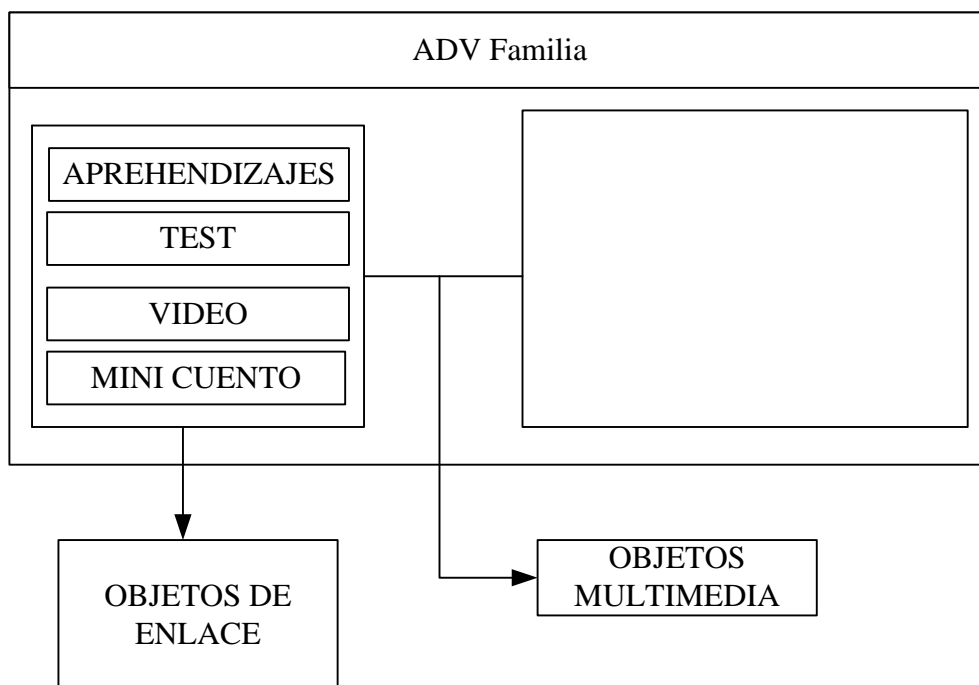 ADV Familia
APREHENDIZAJES
TEST
VIDEO
MINI CUENTO
OBJETOS DE
ENLACE
OBJETOS
MULTIMEDIA